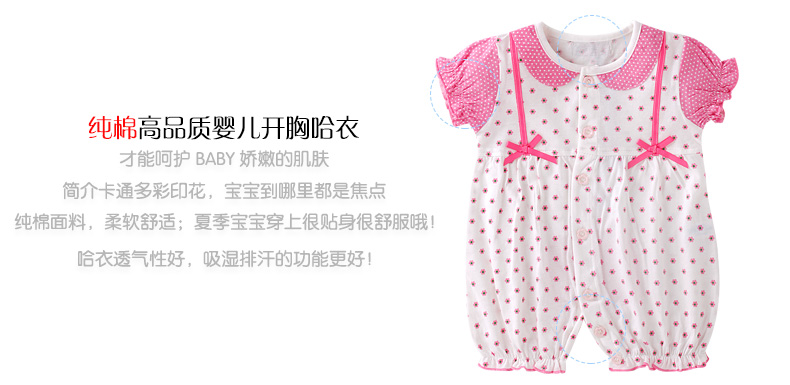 纯棉高品质婴儿开胸哈衣
才能呵护 BABY 娇嫩的肌肤
简介卡通多彩印花，宝宝到哪里都是焦点
纯棉面料，柔软舒适；夏季宝宝穿上很贴身很舒服哦！
哈衣透气性好，吸湿排汗的功能更好！